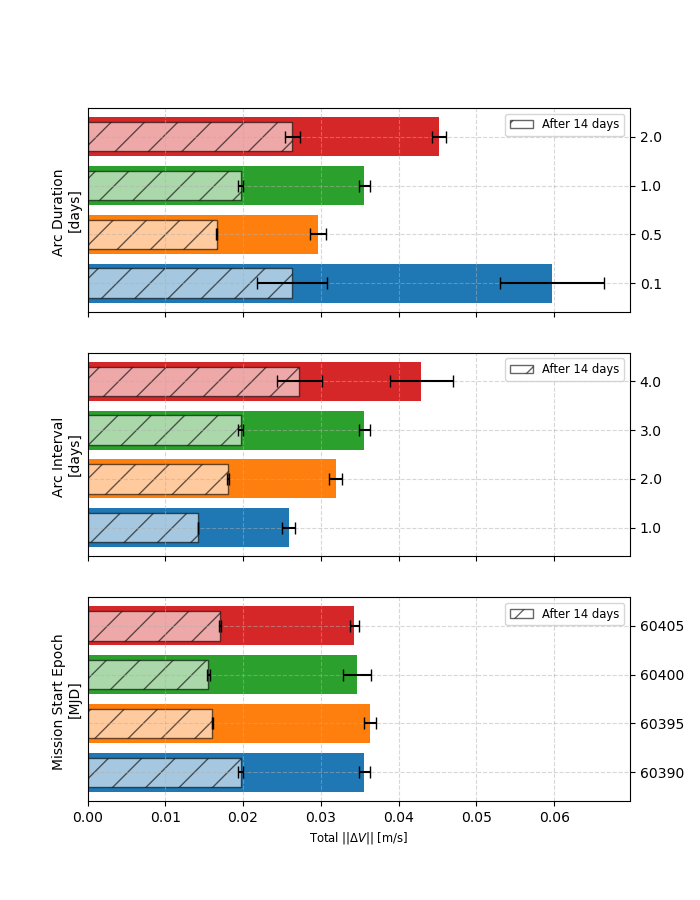 After 14 days
2.0
1.0
0.5
0.1
Arc Duration
[days]
After 14 days
4.0
3.0
2.0
1.0
Arc Interval
[days]
After 14 days
60405
60400
60395
60390
Mission Start Epoch
[MJD]
0.00 0.01 0.02 0.03 0.04 0.05 0.06
Total ||ΔV|| [m/s]